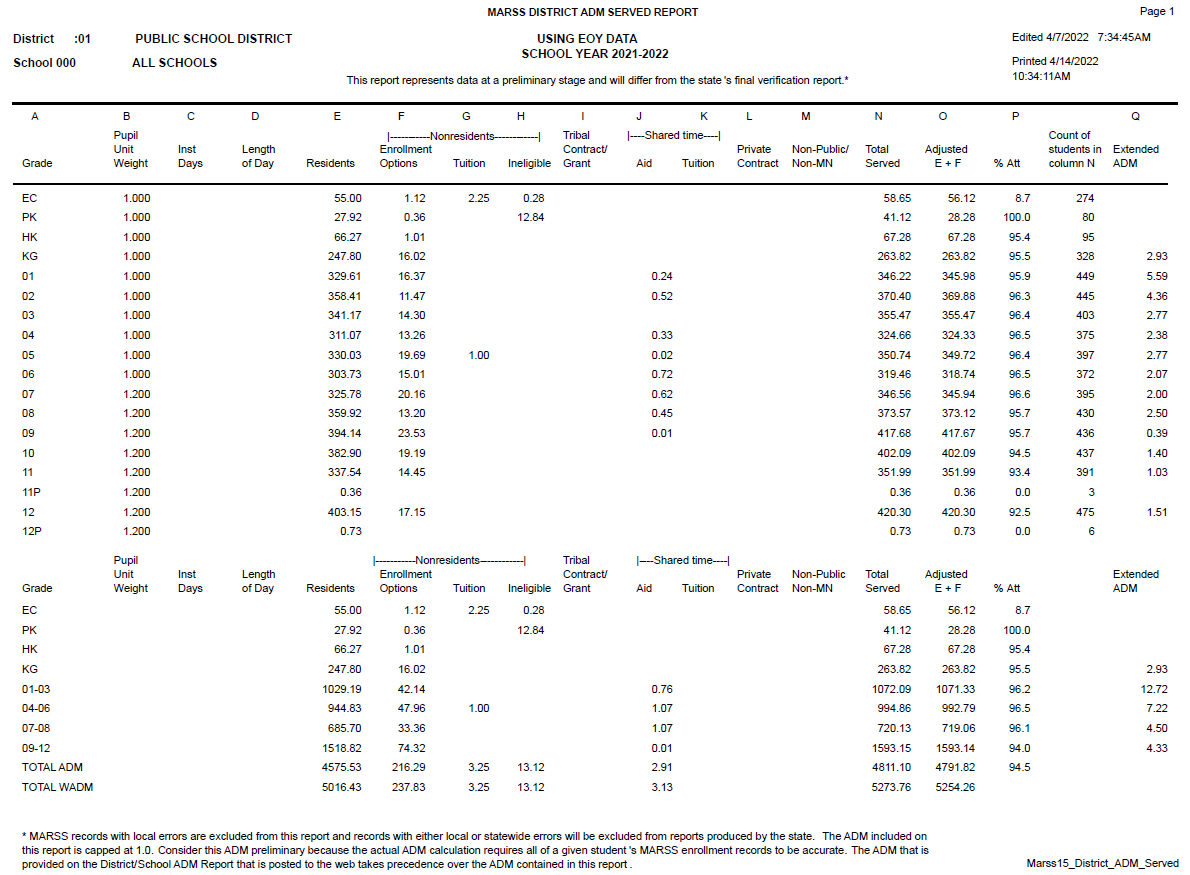 MARSS DISTRICT ADM SERVED REPORT Page 1
District :01 PUBLIC SCHOOL DISTRICT USING EOY DATA Edited 4/7/2022 7:34:45AM
SCHOOL YEAR 2021-2022
School 000 ALL SCHOOLS Printed 4/14/2022
10:34:11AM
This report represents data at a preliminary stage and will differ from the state 's final verification report.*
A B C D E F G H I J K L M N O P Q
Pupil |-----------Nonresidents------------| Tribal |----Shared time----| Count of
Unit Inst Length Enrollment Contract/ Private Non-Public/ Total Adjusted students in Extended
Grade Weight Days of Day Residents Options Tuition Ineligible Grant Aid Tuition Contract Non-MN Served E + F % Att column N ADM
EC 1.000 55.00 1.12 2.25 0.28 58.65 56.12 8.7 274
PK 1.000 27.92 0.36 12.84 41.12 28.28 100.0 80
HK 1.000 66.27 1.01 67.28 67.28 95.4 95
KG 1.000 247.80 16.02 263.82 263.82 95.5 328 2.93
01 1.000 329.61 16.37 0.24 346.22 345.98 95.9 449 5.59
02 1.000 358.41 11.47 0.52 370.40 369.88 96.3 445 4.36
03 1.000 341.17 14.30 355.47 355.47 96.4 403 2.77
04 1.000 311.07 13.26 0.33 324.66 324.33 96.5 375 2.38
05 1.000 330.03 19.69 1.00 0.02 350.74 349.72 96.4 397 2.77
06 1.000 303.73 15.01 0.72 319.46 318.74 96.5 372 2.07
07 1.200 325.78 20.16 0.62 346.56 345.94 96.6 395 2.00
08 1.200 359.92 13.20 0.45 373.57 373.12 95.7 430 2.50
09 1.200 394.14 23.53 0.01 417.68 417.67 95.7 436 0.39
10 1.200 382.90 19.19 402.09 402.09 94.5 437 1.40
11 1.200 337.54 14.45 351.99 351.99 93.4 391 1.03
11P 1.200 0.36 0.36 0.36 0.0 3
12 1.200 403.15 17.15 420.30 420.30 92.5 475 1.51
12P 1.200 0.73 0.73 0.73 0.0 6
Pupil |-----------Nonresidents------------| Tribal |----Shared time----|
Unit Inst Length Enrollment Contract/ Private Non-Public Total Adjusted Extended
Grade Weight Days of Day Residents Options Tuition Ineligible Grant Aid Tuition Contract Non-MN Served E + F % Att ADM
EC 55.00 1.12 2.25 0.28 58.65 56.12 8.7
PK 27.92 0.36 12.84 41.12 28.28 100.0
HK 66.27 1.01 67.28 67.28 95.4
KG 247.80 16.02 263.82 263.82 95.5 2.93
01-03 1029.19 42.14 0.76 1072.09 1071.33 96.2 12.72
04-06 944.83 47.96 1.00 1.07 994.86 992.79 96.5 7.22
07-08 685.70 33.36 1.07 720.13 719.06 96.1 4.50
09-12 1518.82 74.32 0.01 1593.15 1593.14 94.0 4.33
TOTAL ADM 4575.53 216.29 3.25 13.12 2.91 4811.10 4791.82 94.5
TOTAL WADM 5016.43 237.83 3.25 13.12 3.13 5273.76 5254.26
* MARSS records with local errors are excluded from this report and records with either local or statewide errors will be excluded from reports produced by the state. The ADM included on
this report is capped at 1.0. Consider this ADM preliminary because the actual ADM calculation requires all of a given student 's MARSS enrollment records to be accurate. The ADM that is
provided on the District/School ADM Report that is posted to the web takes precedence over the ADM contained in this report . Marss15_District_ADM_Served